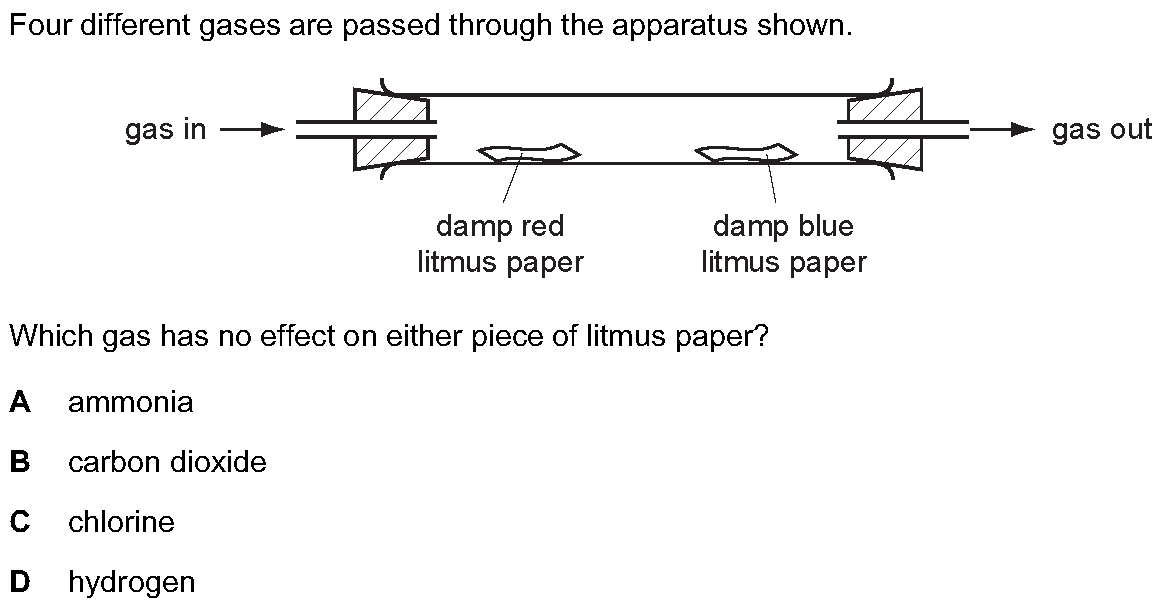 Four different gases are passed through the apparatus shown.
gas in
gas out
damp red
litmus paper
damp blue
litmus paper
Which gas has no effect on either piece of litmus paper?
A ammonia
B carbon dioxide
C chlorine
D hydrogen